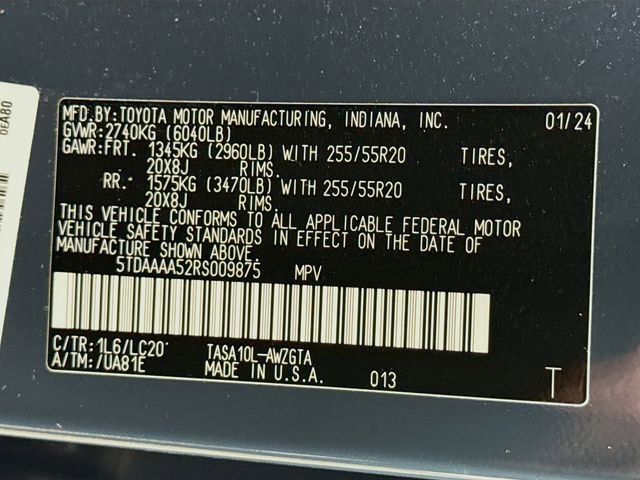 0EA80
MFD.BY:TOYOTA MOTOR MANUFACTURING, INDIANA, INC. 01/24
GVWR:2740KG (6040LB)
GAWR:FRT. 1345KG (2960LB) WITH 255/55R20 TIRES,
20X8J RIMS.
RR. 1575KG (3470LB) WITH 255/55R20 TIRES,
20X8J RIMS.
THIS VEHICLE CONFORMS TO ALL APPLICABLE FEDERAL MOTOR
VEHICLE SAFETY STANDARDS IN EFFECT ON THE DATE OF
MANUFACTURE SHOWN ABOVE.
5TDAAAA52RS009875 MPV
C/TR:1L6/LC20 TASA10L-AWZGTA
A/TM:/UA81E MADE IN U.S.A. 013 T